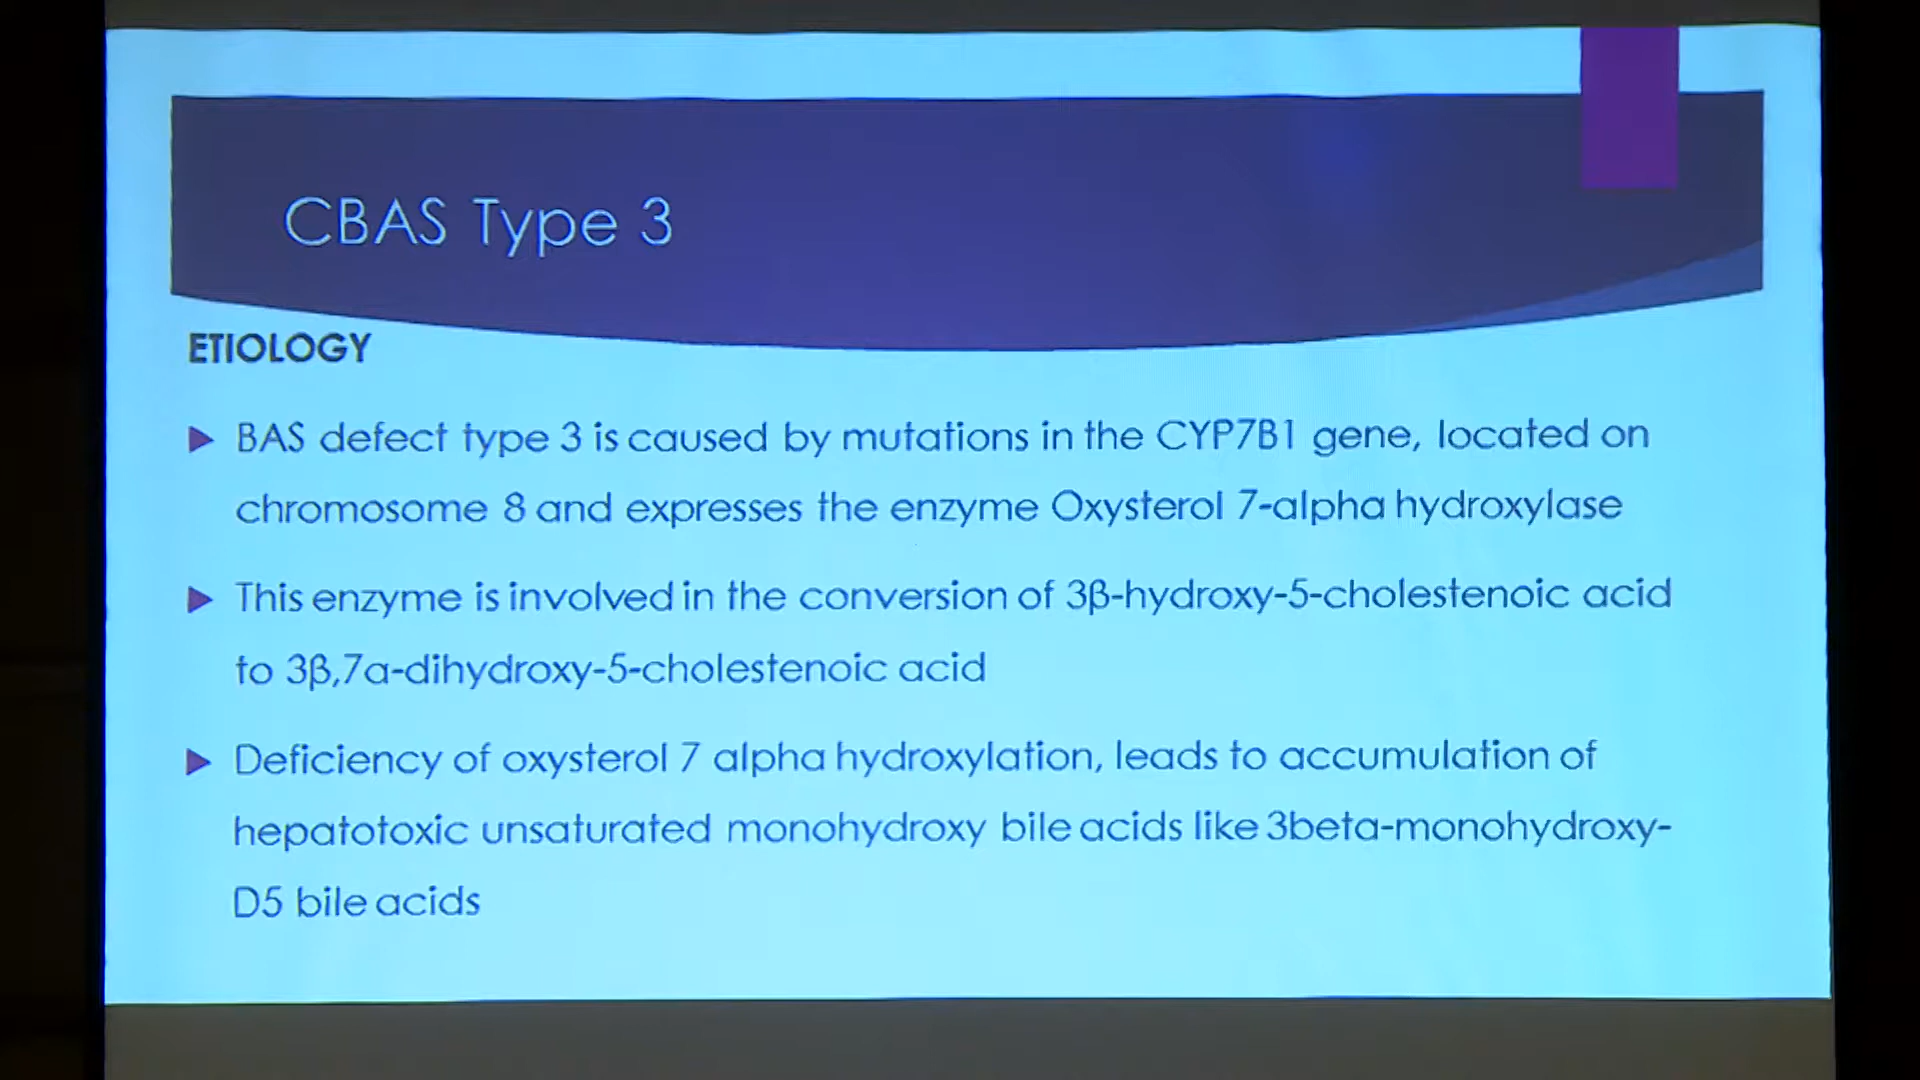 CBAS Type 3
ETIOLOGY
BAS defect type 3 is caused by mutations in the CYP7B1 gene, located on
chromosome 8 and expresses the enzyme Oxysterol 7-alpha hydroxylase
This enzyme is involved in the conversion of 3β-hydroxy-5-cholestenoic acid
to 3β,7a-dihydroxy-5-cholestenoic acid
Deficiency of oxysterol 7 alpha hydroxylation, leads to accumulation of
hepatotoxic unsaturated monohydroxy bile acids like 3beta-monohydroxy-
D5 bile acids